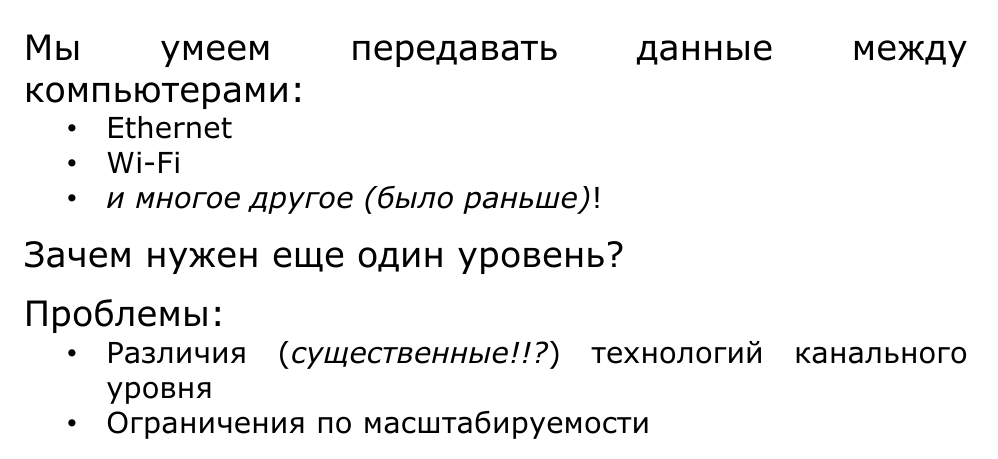 Мы умеем передавать данные между
компьютерами:
• Ethernet
• Wi-Fi
• и многое другое (было раньше)!
Зачем нужен еще один уровень?
Проблемы:
• Различия (существенные!!?) технологий канального
уровня
• Ограничения по масштабируемости